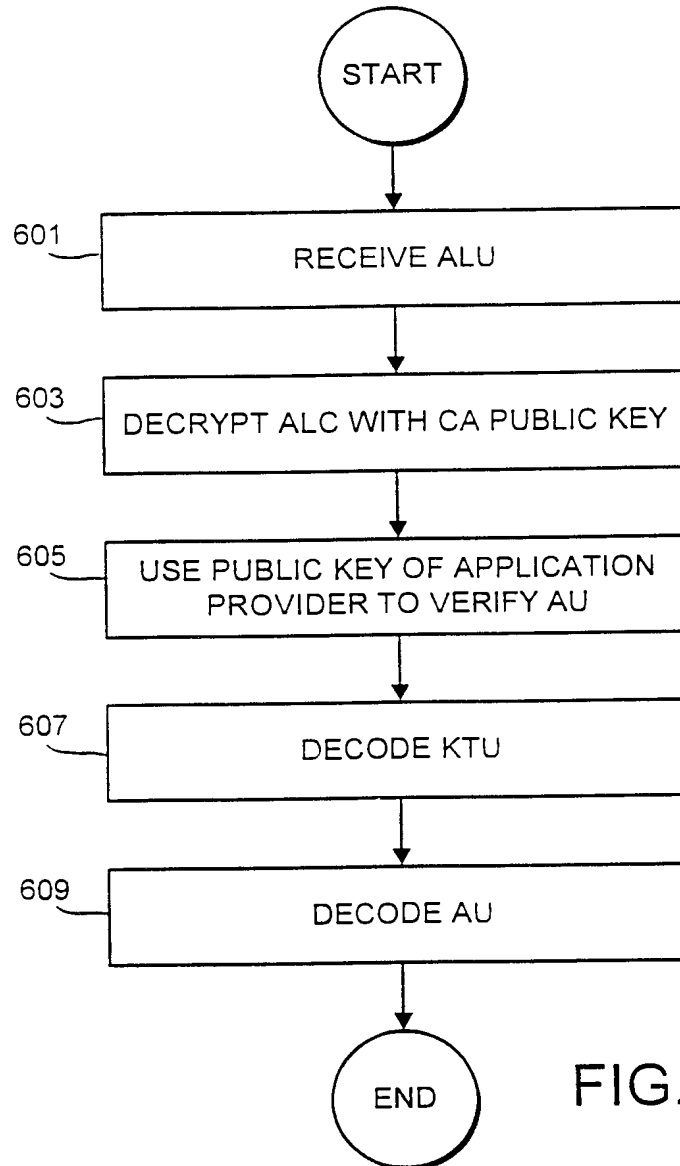 START
601
RECEIVE ALU
603
DECRYPT ALC WITH CA PUBLIC KEY
605
USE PUBLIC KEY OF APPLICATION
PROVIDER TO VERIFY AU
607
DECODE KTU
609
DECODE AU
END
FIG.